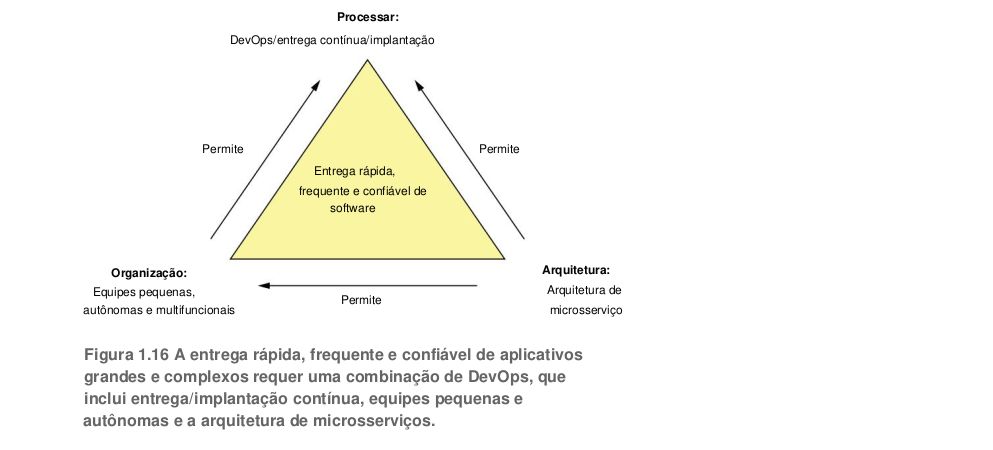 Processar:
DevOps/entrega contínua/implantação
Permite
Permite
Entrega rápida,
frequente e confiável de
software
Organização:
Equipes pequenas,
autônomas e multifuncionais
Arquitetura:
Arquitetura de
microsserviço
Permite
Figura 1.16 A entrega rápida, frequente e confiável de aplicativos
grandes e complexos requer uma combinação de DevOps, que
inclui entrega/implantação contínua, equipes pequenas e
autônomas e a arquitetura de microsserviços.